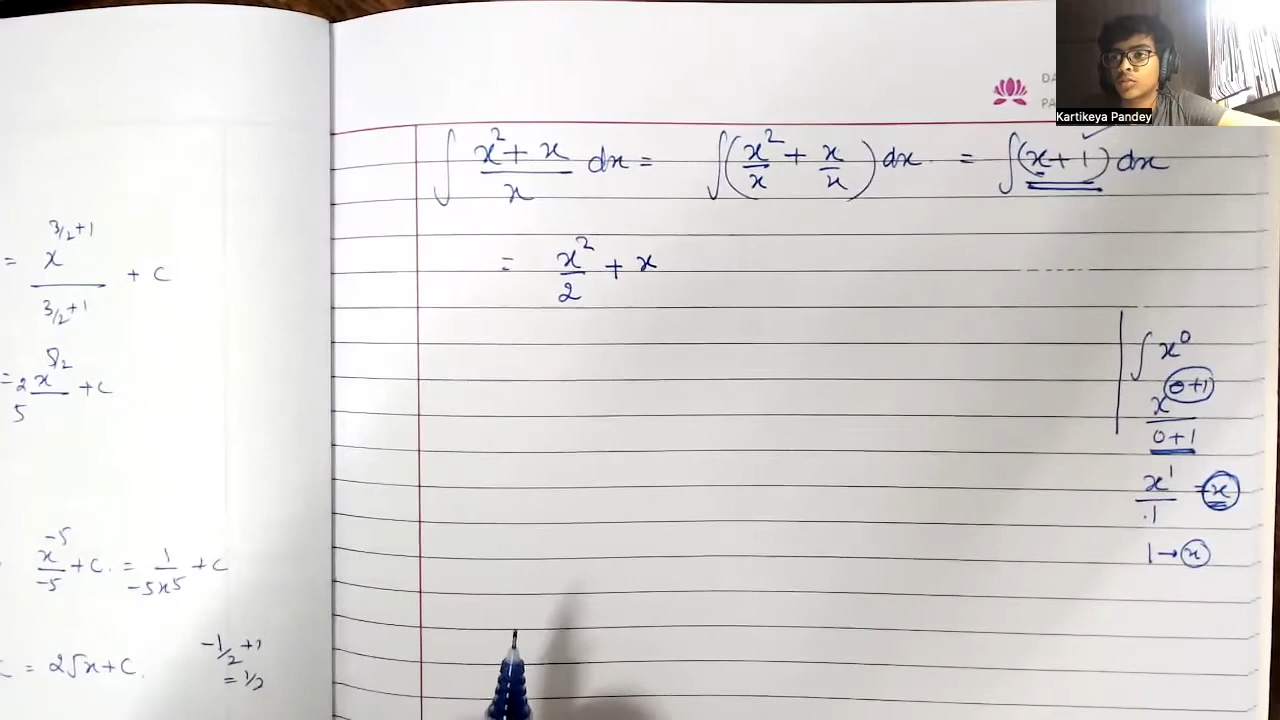 Kartikeya Pandey
DA
PA
∫ (x² + x)/x dx = ∫(x²/x + x/x) dx = ∫(x + 1) dx
= x²/2 + x
∫ x⁰
x^(0+1)/(0+1)
x¹/1 = x
1 → x
= x^(3/2+1)/(3/2+1) + C
= 2x^(5/2)/5 + C
x⁻⁵/-5 + C. = 1/-5x⁵ + C
C = 2√x + C.
-1/2 + 1
= 1/2